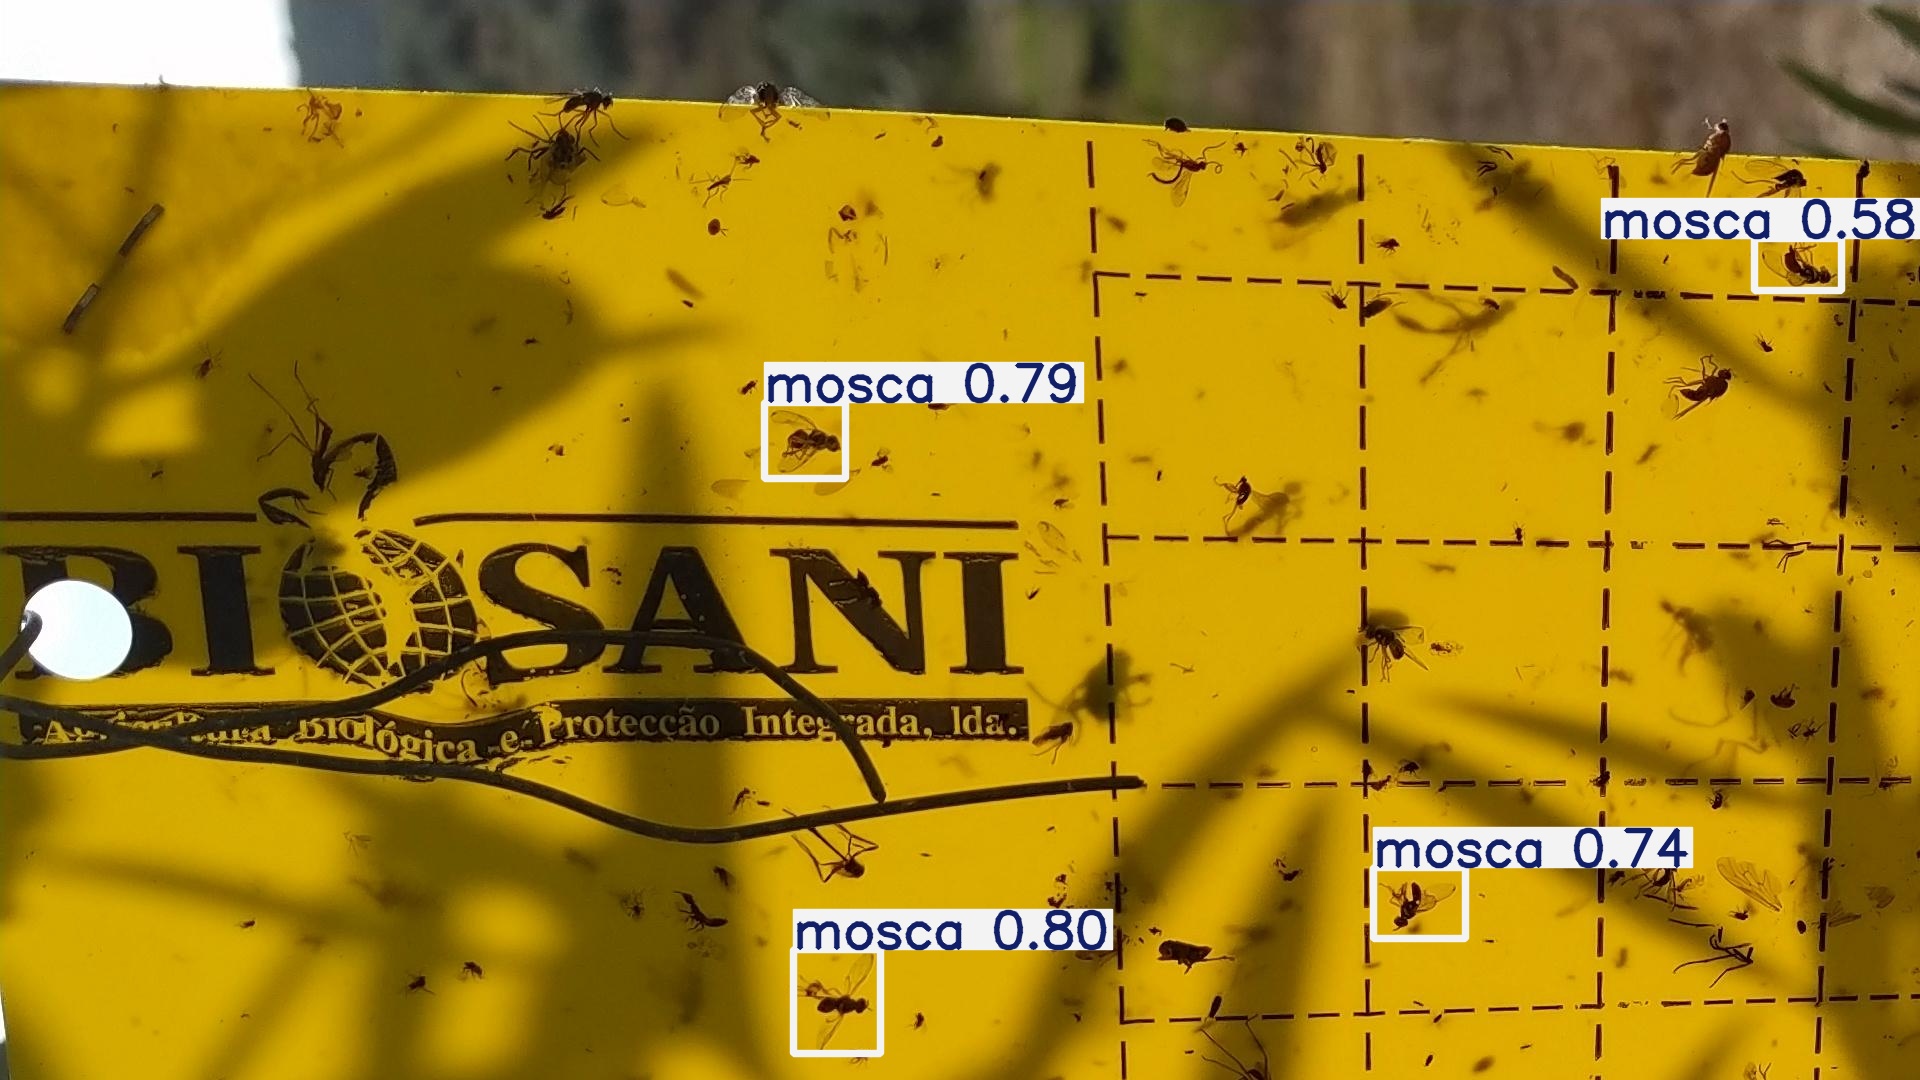 mosca 0.58
mosca 0.79
BIOSANI
Biológica e Protecção Integrada, lda.
mosca 0.74
mosca 0.80